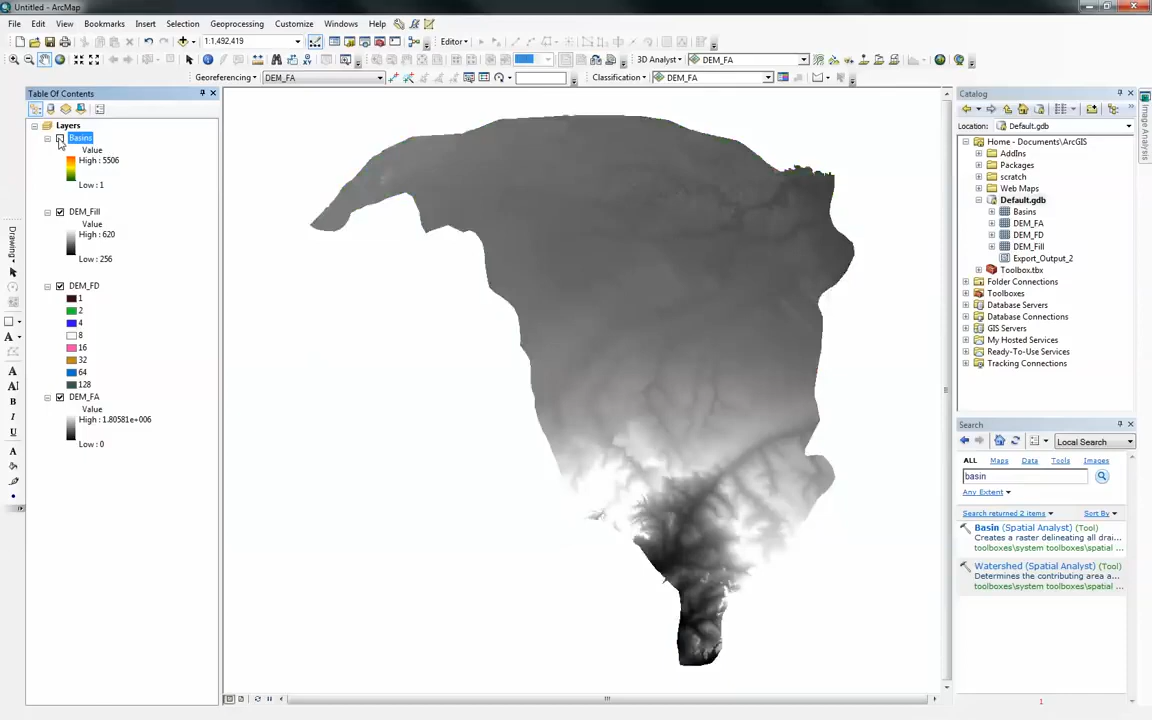 Untitled - ArcMap
File Edit View Bookmarks Insert Selection Geoprocessing Customize Windows Help
1:1,492,419
Editor
3D Analyst
DEM_FA
Georeferencing
DEM_FA
Classification
DEM_FA
Table Of Contents
Layers
Basins
Value
High : 5506
Low : 1
DEM_Fill
Value
High : 620
Low : 256
DEM_FD
1
2
4
8
16
32
64
128
DEM_FA
Value
High : 1.80581e+006
Low : 0
Drawing
Catalog
Location: Default.gdb
Home - Documents\ArcGIS
AddIns
Packages
scratch
Web Maps
Default.gdb
Basins
DEM_FA
DEM_FD
DEM_Fill
Export_Output_2
Toolbox.tbx
Folder Connections
Toolboxes
Database Servers
Database Connections
GIS Servers
My Hosted Services
Ready-To-Use Services
Tracking Connections
Image Analysis
Search
Local Search
ALL Maps Data Tools Images
basin
Any Extent
Search returned 2 items Sort By
Basin (Spatial Analyst) (Tool)
Creates a raster delineating all drai...
toolboxes\system toolboxes\spatial ...
Watershed (Spatial Analyst) (Tool)
Determines the contributing area a...
toolboxes\system toolboxes\spatial ...
1